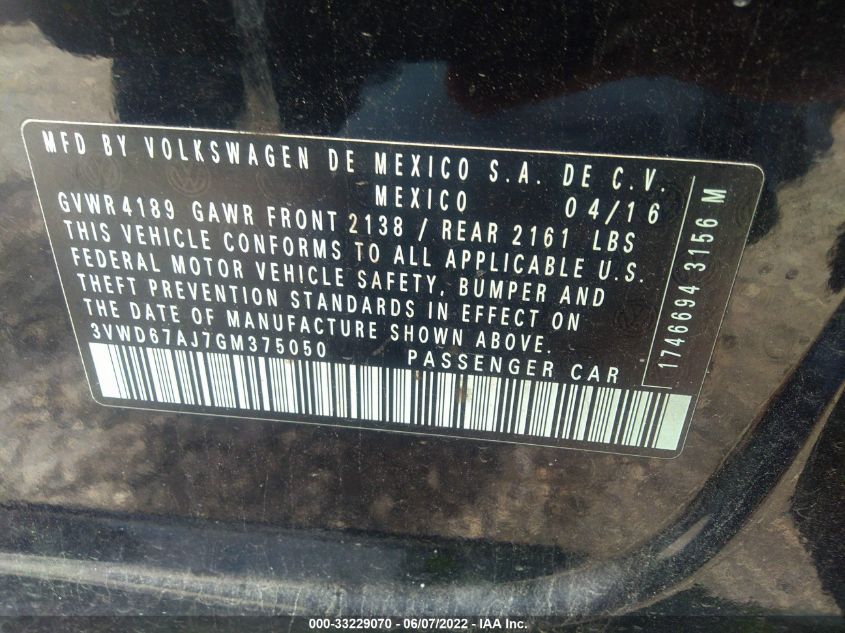 MFD BY VOLKSWAGEN DE MEXICO S.A. DE C.V.
MEXICO 04/16
GVWR 4189 GAWR FRONT 2138 / REAR 2161 LBS
THIS VEHICLE CONFORMS TO ALL APPLICABLE U.S.
FEDERAL MOTOR VEHICLE SAFETY, BUMPER AND
THEFT PREVENTION STANDARDS IN EFFECT ON
THE DATE OF MANUFACTURE SHOWN ABOVE.
3VWD67AJ7GM375050 PASSENGER CAR
1746694 3156 M
000-33229070 - 06/07/2022 - IAA Inc.